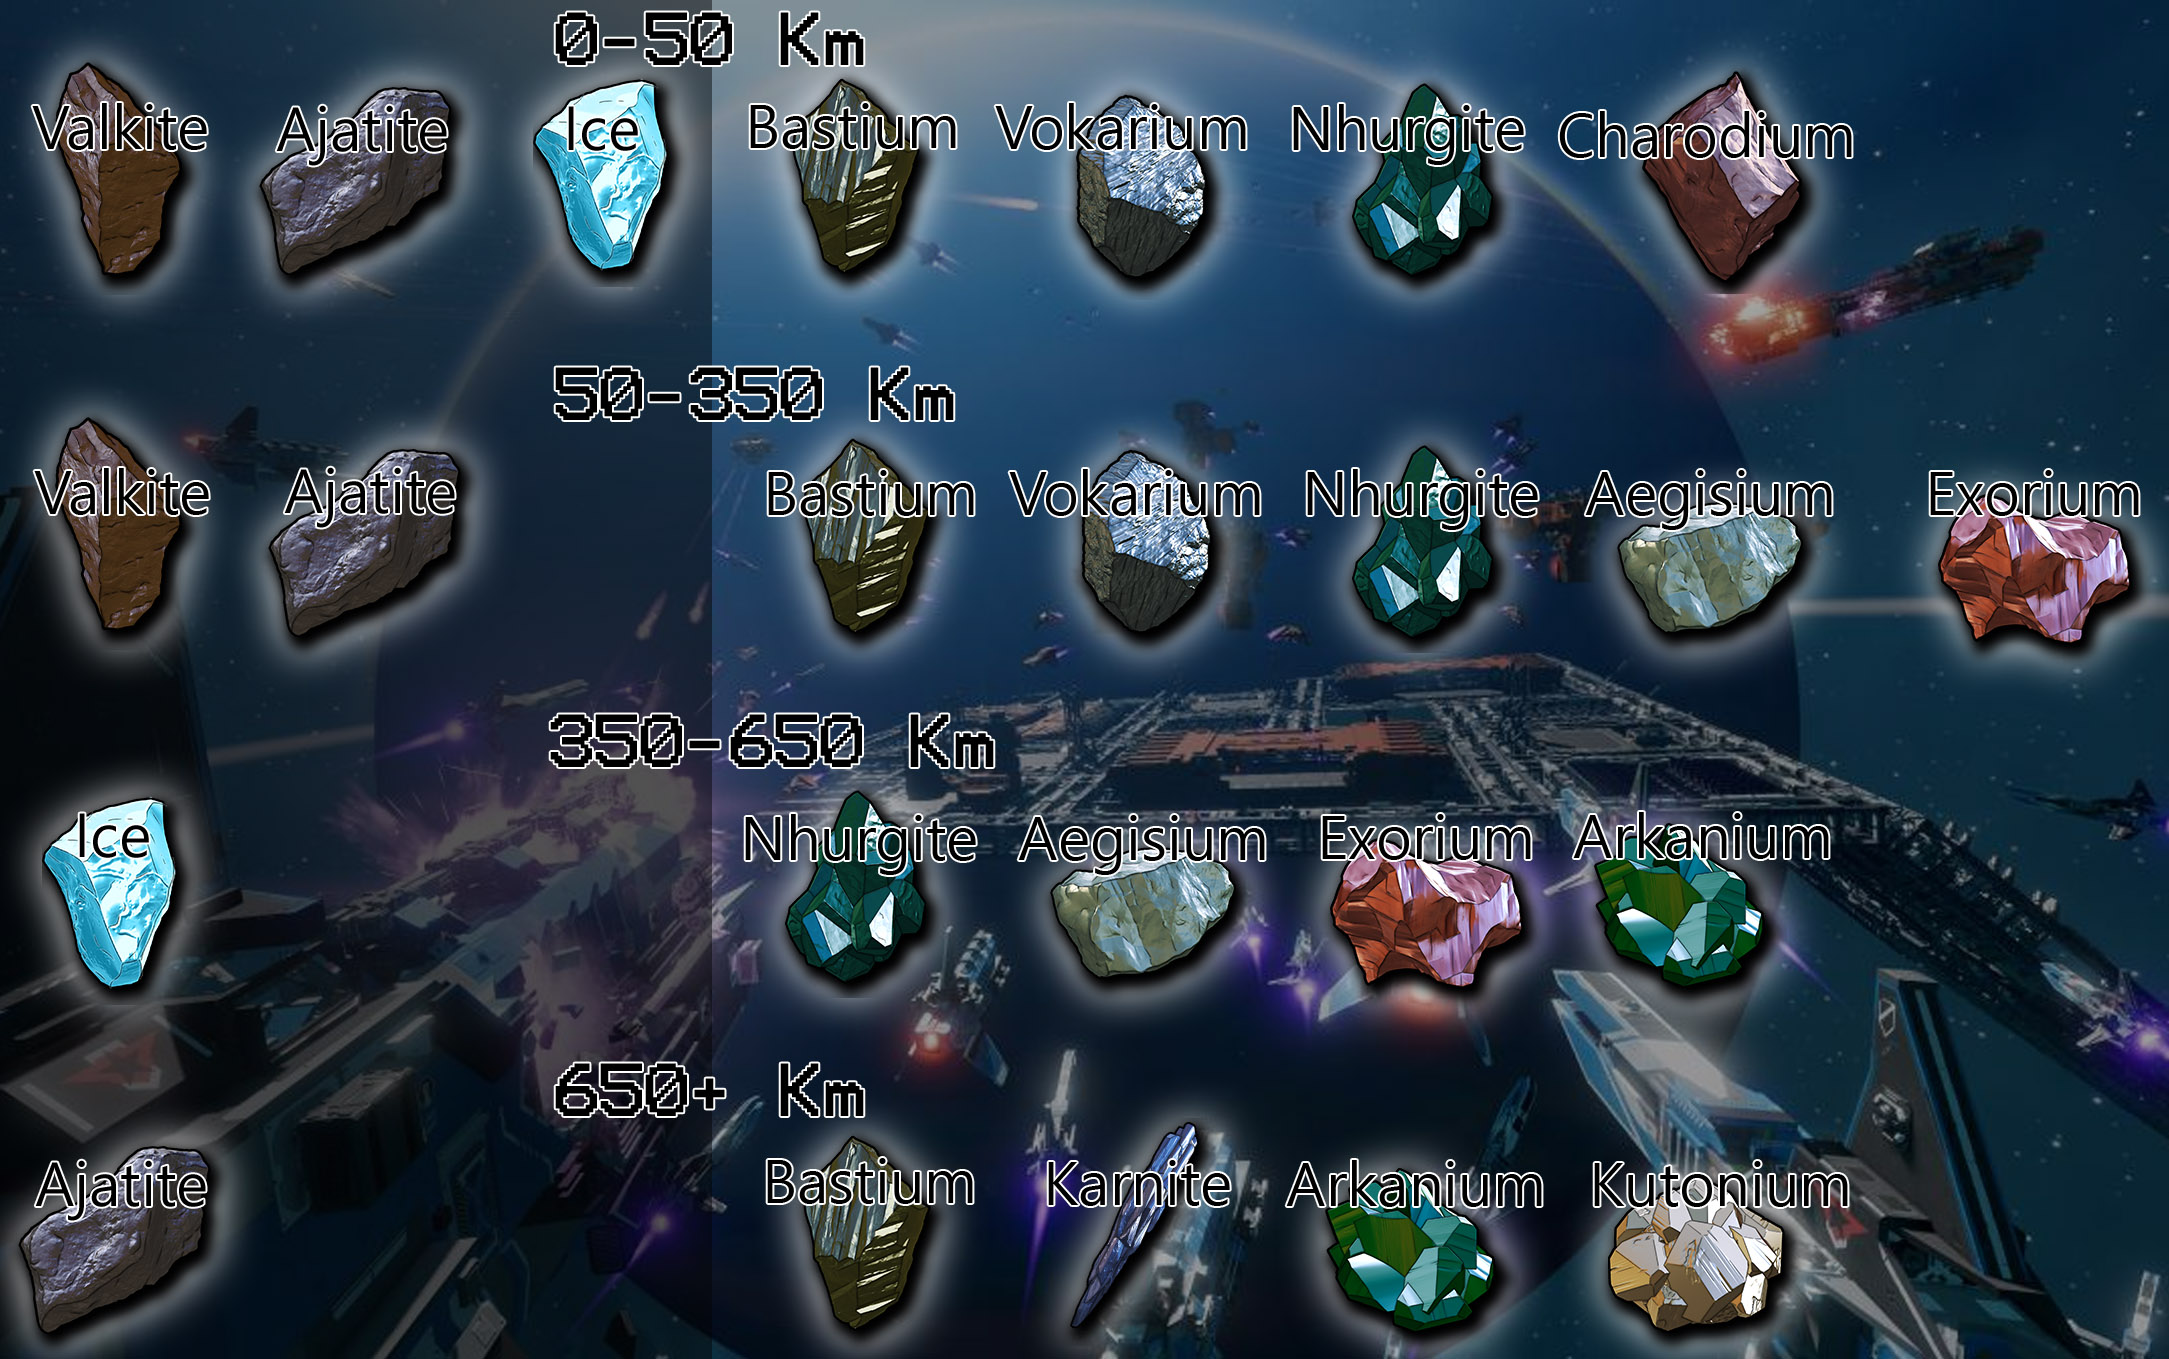 0-50 Km
Valkite Ajatite Ice Bastium Vokarium Nhurgite Charodium
50-350 Km
Valkite Ajatite Bastium Vokarium Nhurgite Aegisium Exorium
350-650 Km
Ice Nhurgite Aegisium Exorium Arkanium
650+ Km
Ajatite Bastium Karnite Arkanium Kutonium